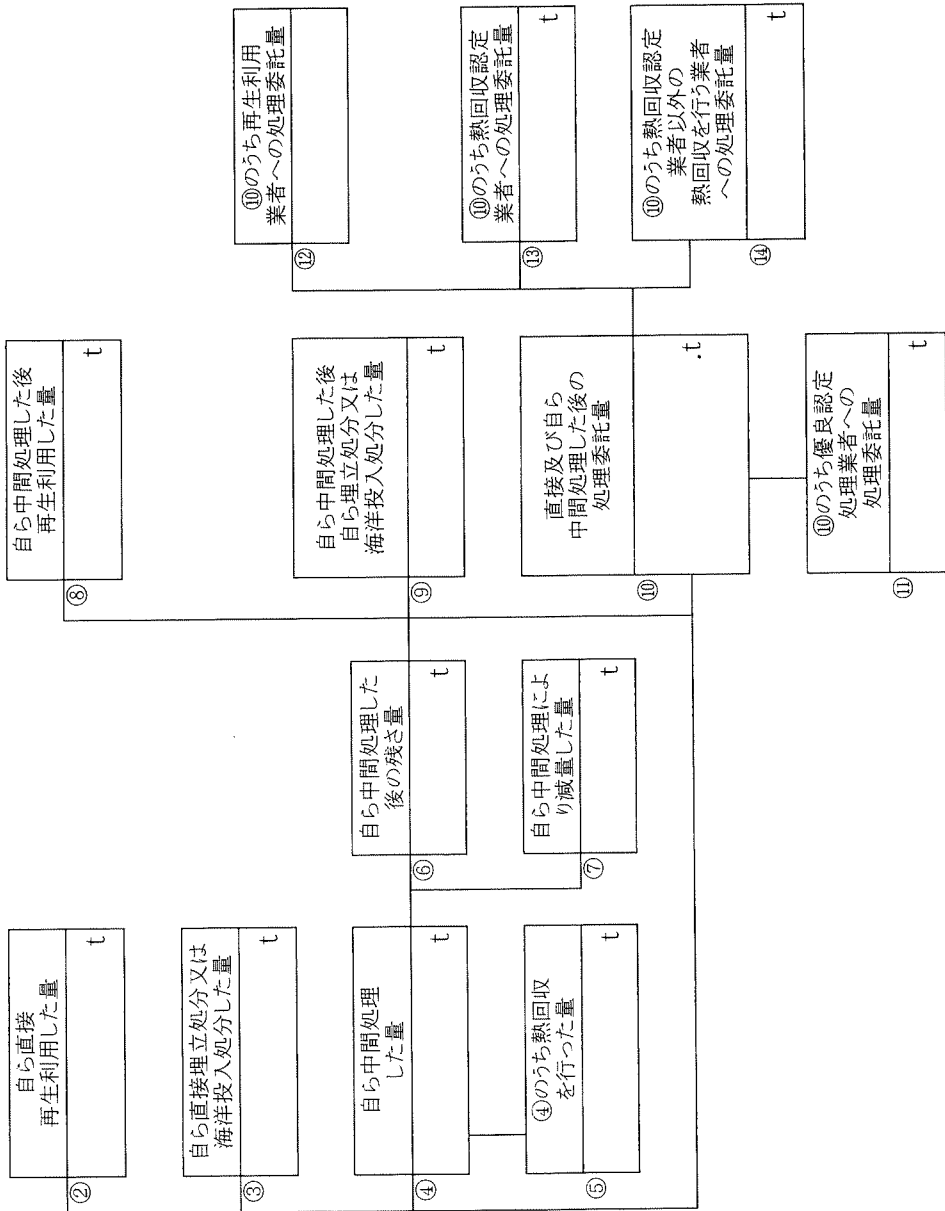 ②
自ら直接
再生利用した量
t
③
自ら直接埋立処分又は
海洋投入処分した量
t
④
自ら中間処理
した量
t
⑤
④のうち熱回収
を行った量
t
⑥
自ら中間処理した
後の残さ量
t
⑦
自ら中間処理によ
り減量した量
t
⑧
自ら中間処理した後
再生利用した量
t
⑨
自ら中間処理した後
自ら埋立処分又は
海洋投入処分した量
t
⑩
直接及び自ら
中間処理した後の
処理委託量
.t
⑪
⑩のうち優良認定
処理業者への
処理委託量
t
⑫
⑩のうち再生利用
業者への処理委託量
⑬
⑩のうち熱回収認定
業者への処理委託量
t
⑭
⑩のうち熱回収認定
業者以外の
熱回収を行う業者
への処理委託量
t